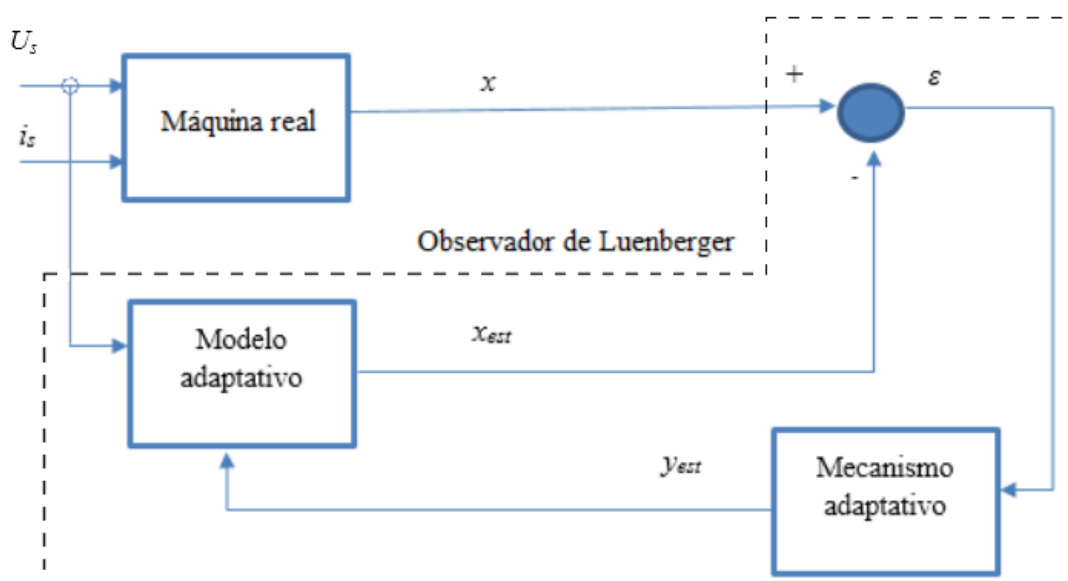 Us
+
ε
x
Máquina real
is
-
Observador de Luenberger
Modelo
adaptativo
xest
yest
Mecanismo
adaptativo